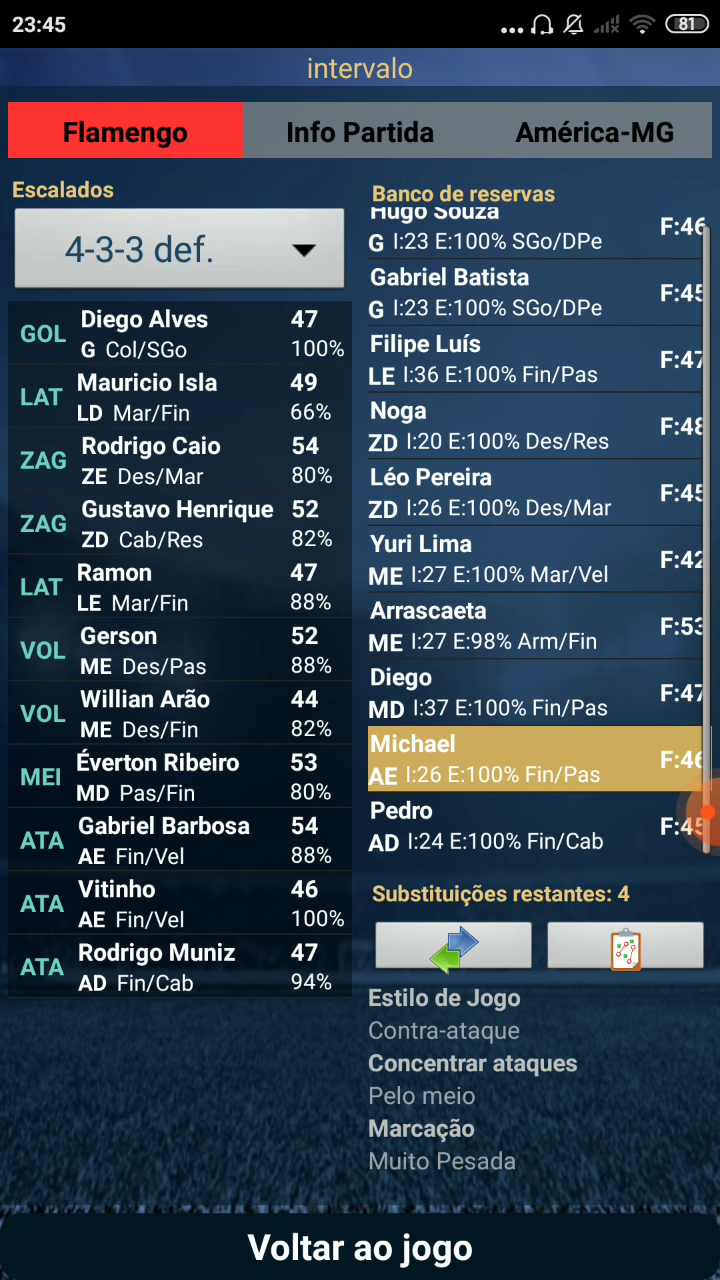 23:45
81
intervalo
Flamengo
Info Partida
América-MG
Escalados
4-3-3 def.
GOL Diego Alves 47
G Col/SGo 100%
LAT Mauricio Isla 49
LD Mar/Fin 66%
ZAG Rodrigo Caio 54
ZE Des/Mar 80%
ZAG Gustavo Henrique 52
ZD Cab/Res 82%
LAT Ramon 47
LE Mar/Fin 88%
VOL Gerson 52
ME Des/Pas 88%
VOL Willian Arão 44
ME Des/Fin 82%
MEI Éverton Ribeiro 53
MD Pas/Fin 80%
ATA Gabriel Barbosa 54
AE Fin/Vel 88%
ATA Vitinho 46
AE Fin/Vel 100%
ATA Rodrigo Muniz 47
AD Fin/Cab 94%
Banco de reservas
Hugo Souza F:46
G I:23 E:100% SGo/DPe
Gabriel Batista F:45
G I:23 E:100% SGo/DPe
Filipe Luís F:47
LE I:36 E:100% Fin/Pas
Noga F:48
ZD I:20 E:100% Des/Res
Léo Pereira F:45
ZD I:26 E:100% Des/Mar
Yuri Lima F:42
ME I:27 E:100% Mar/Vel
Arrascaeta F:53
ME I:27 E:98% Arm/Fin
Diego F:47
MD I:37 E:100% Fin/Pas
Michael F:46
AE I:26 E:100% Fin/Pas
Pedro F:45
AD I:24 E:100% Fin/Cab
Substituições restantes: 4
Estilo de Jogo
Contra-ataque
Concentrar ataques
Pelo meio
Marcação
Muito Pesada
Voltar ao jogo